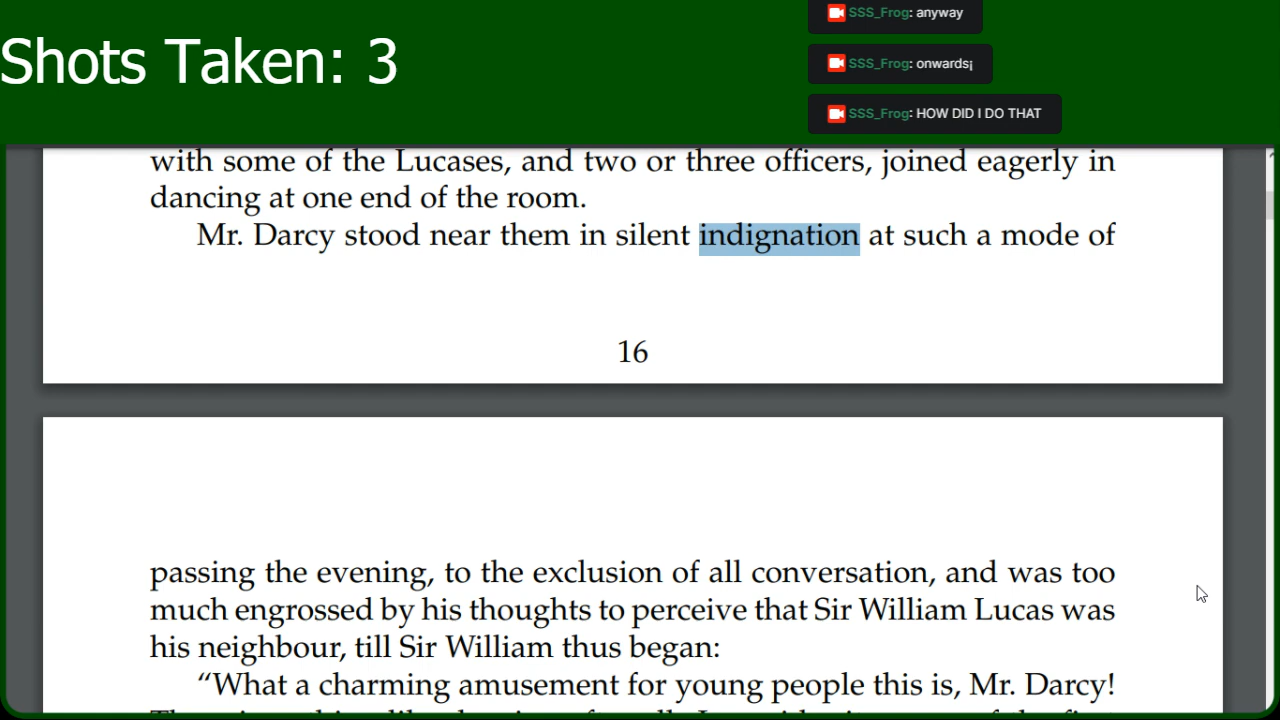 Shots Taken: 3
SSS_Frog: anyway
SSS_Frog: onwards¡
SSS_Frog: HOW DID I DO THAT
with some of the Lucases, and two or three officers, joined eagerly in
dancing at one end of the room.
Mr. Darcy stood near them in silent indignation at such a mode of
16
passing the evening, to the exclusion of all conversation, and was too
much engrossed by his thoughts to perceive that Sir William Lucas was
his neighbour, till Sir William thus began:
“What a charming amusement for young people this is, Mr. Darcy!